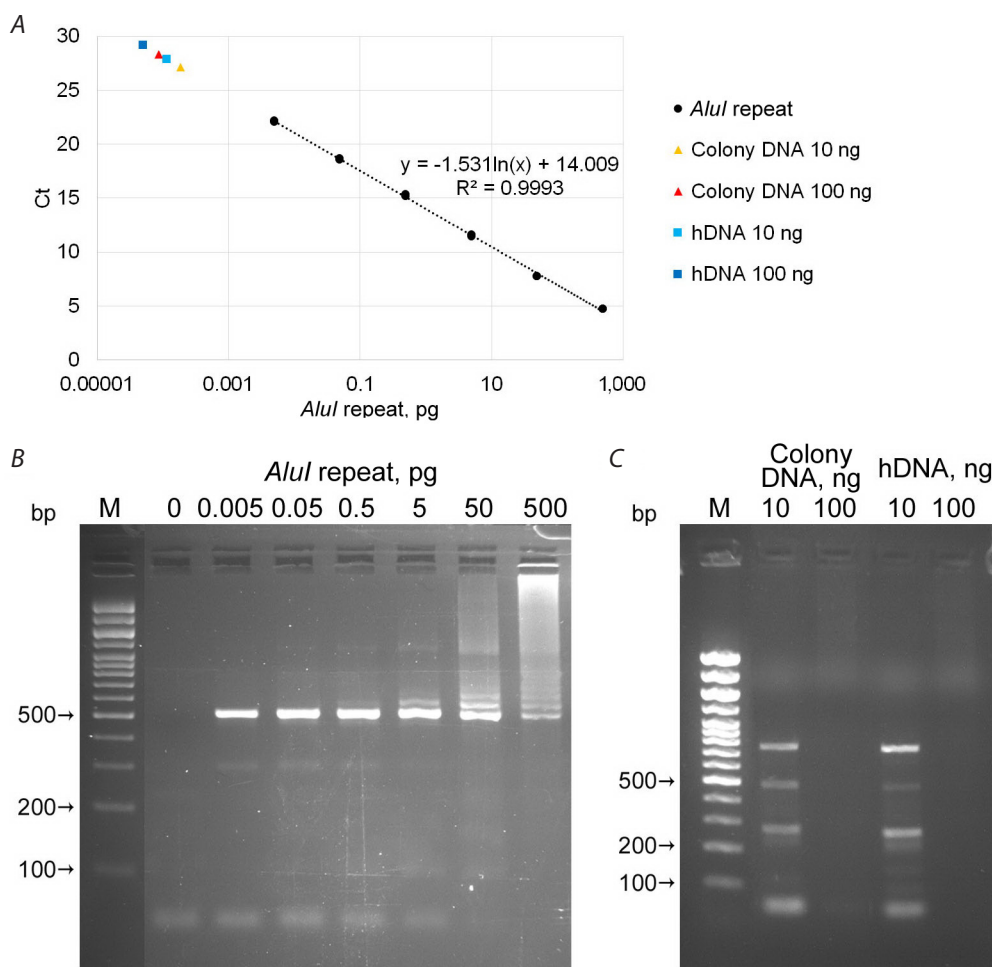 A
30
25
20
15
10
5
0
Ct
y = -1.531ln(x) + 14.009
R² = 0.9993
0.00001 0.001 0.1 10 1,000
AluI repeat, pg
AluI repeat
Colony DNA 10 ng
Colony DNA 100 ng
hDNA 10 ng
hDNA 100 ng
B
AluI repeat, pg
bp M 0 0.005 0.05 0.5 5 50 500
500→
200→
100→
C
Colony
DNA, ng
hDNA, ng
bp M 10 100 10 100
500→
200→
100→